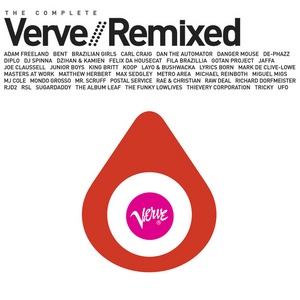 THE COMPLETE
Verve//Remixed
ADAM FREELAND BENT BRAZILIAN GIRLS CARL CRAIG DAN THE AUTOMATOR DANGER MOUSE DE-PHAZZ
DIPLO DJ SPINNA DZIHAN & KAMIEN FELIX DA HOUSECAT FILA BRAZILLIA GOTAN PROJECT JAFFA
JOE CLAUSSELL JUNIOR BOYS KING BRITT KOOP LAYO & BUSHWACKA LYRICS BORN MARK DE CLIVE-LOWE
MASTERS AT WORK MATTHEW HERBERT MAX SEDGLEY METRO AREA MICHAEL REINBOTH MIGUEL MIGS
MJ COLE MONDO GROSSO MR. SCRUFF POSTAL SERVICE RAE & CHRISTIAN RAW DEAL RICHARD DORFMEISTER
RJD2 RSL SUGARDADDY THE ALBUM LEAF THE FUNKY LOWLIVES THIEVERY CORPORATION TRICKY UFO
Verve
®